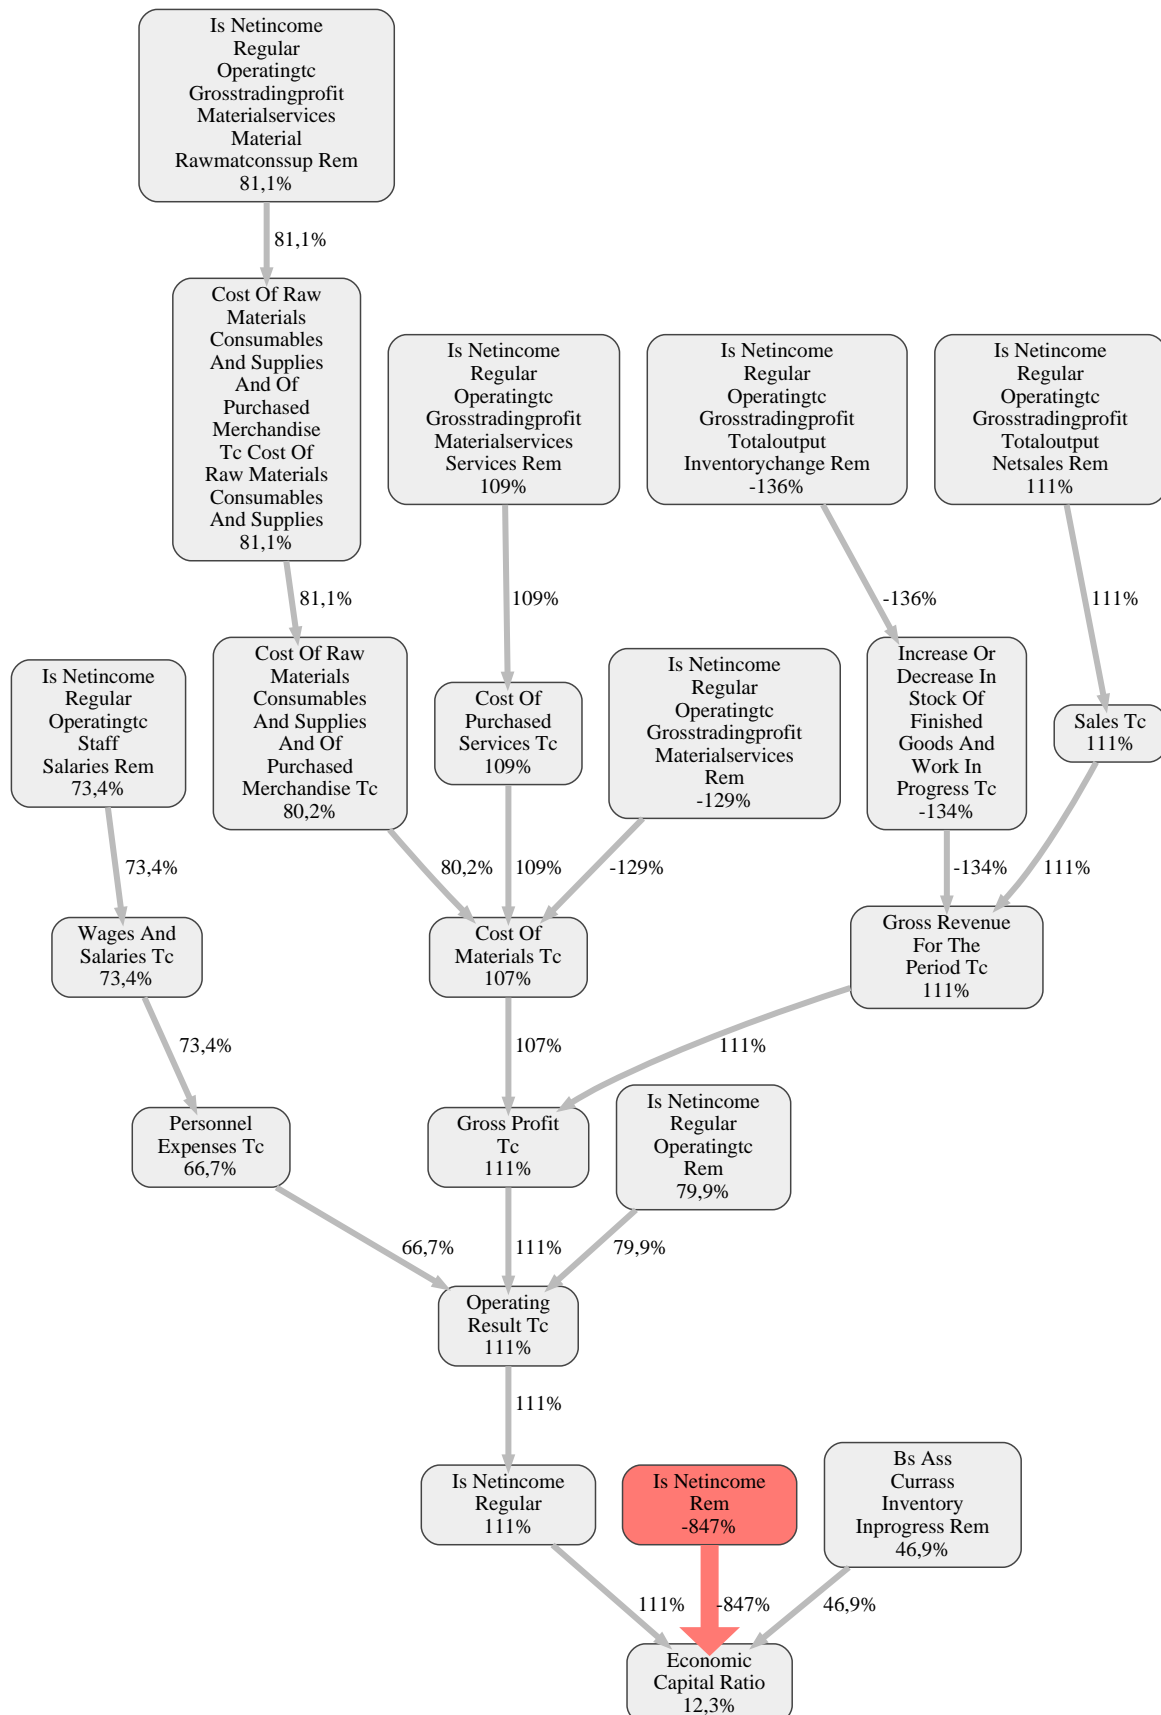 Is Netincome
Regular
Operatingtc
Grosstradingprofit
Materialservices
Material
Rawmatconssup Rem
81,1%
81,1%
Cost Of Raw
Materials
Consumables
And Supplies
And Of
Purchased
Merchandise
Tc Cost Of
Raw Materials
Consumables
And Supplies
81,1%
Is Netincome
Regular
Operatingtc
Grosstradingprofit
Materialservices
Services Rem
109%
Is Netincome
Regular
Operatingtc
Grosstradingprofit
Totaloutput
Inventorychange Rem
-136%
Is Netincome
Regular
Operatingtc
Grosstradingprofit
Totaloutput
Netsales Rem
111%
81,1%
109%
-136%
111%
Is Netincome
Regular
Operatingtc
Staff
Salaries Rem
73,4%
Cost Of Raw
Materials
Consumables
And Supplies
And Of
Purchased
Merchandise Tc
80,2%
Cost Of
Purchased
Services Tc
109%
Is Netincome
Regular
Operatingtc
Grosstradingprofit
Materialservices
Rem
-129%
Increase Or
Decrease In
Stock Of
Finished
Goods And
Work In
Progress Tc
-134%
Sales Tc
111%
73,4%
80,2%
109%
-129%
-134%
111%
Wages And
Salaries Tc
73,4%
Cost Of
Materials Tc
107%
Gross Revenue
For The
Period Tc
111%
73,4%
107%
111%
Personnel
Expenses Tc
66,7%
Gross Profit
Tc
111%
Is Netincome
Regular
Operatingtc
Rem
79,9%
66,7%
111%
79,9%
Operating
Result Tc
111%
111%
Is Netincome
Regular
111%
Is Netincome
Rem
-847%
Bs Ass
Currass
Inventory
Inprogress Rem
46,9%
111%
-847%
46,9%
Economic
Capital Ratio
12,3%